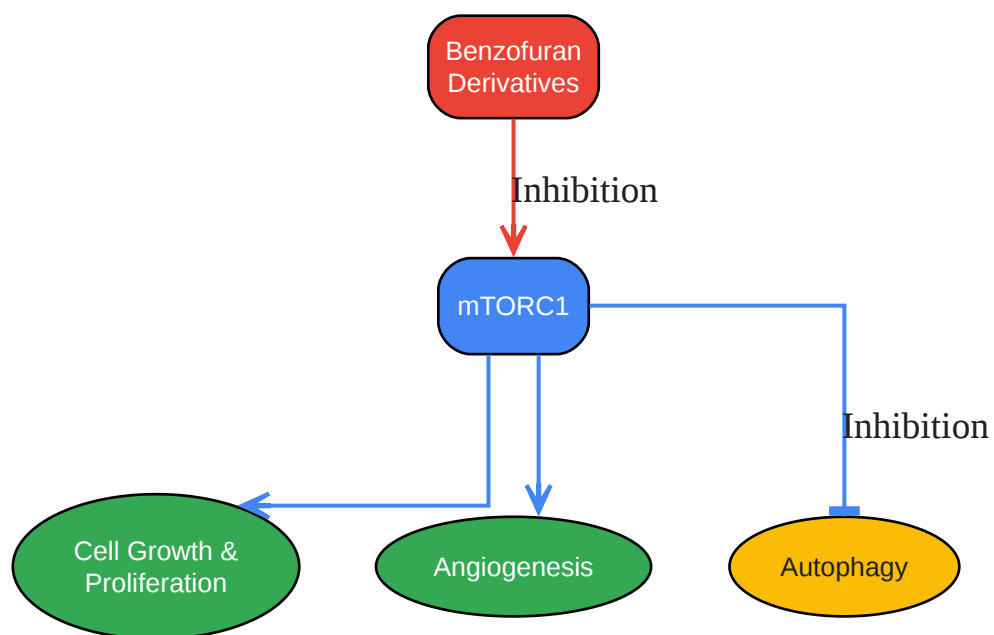 Benzofuran
Derivatives
Inhibition
mTORC1
Inhibition
Cell Growth &
Proliferation
Angiogenesis
Autophagy